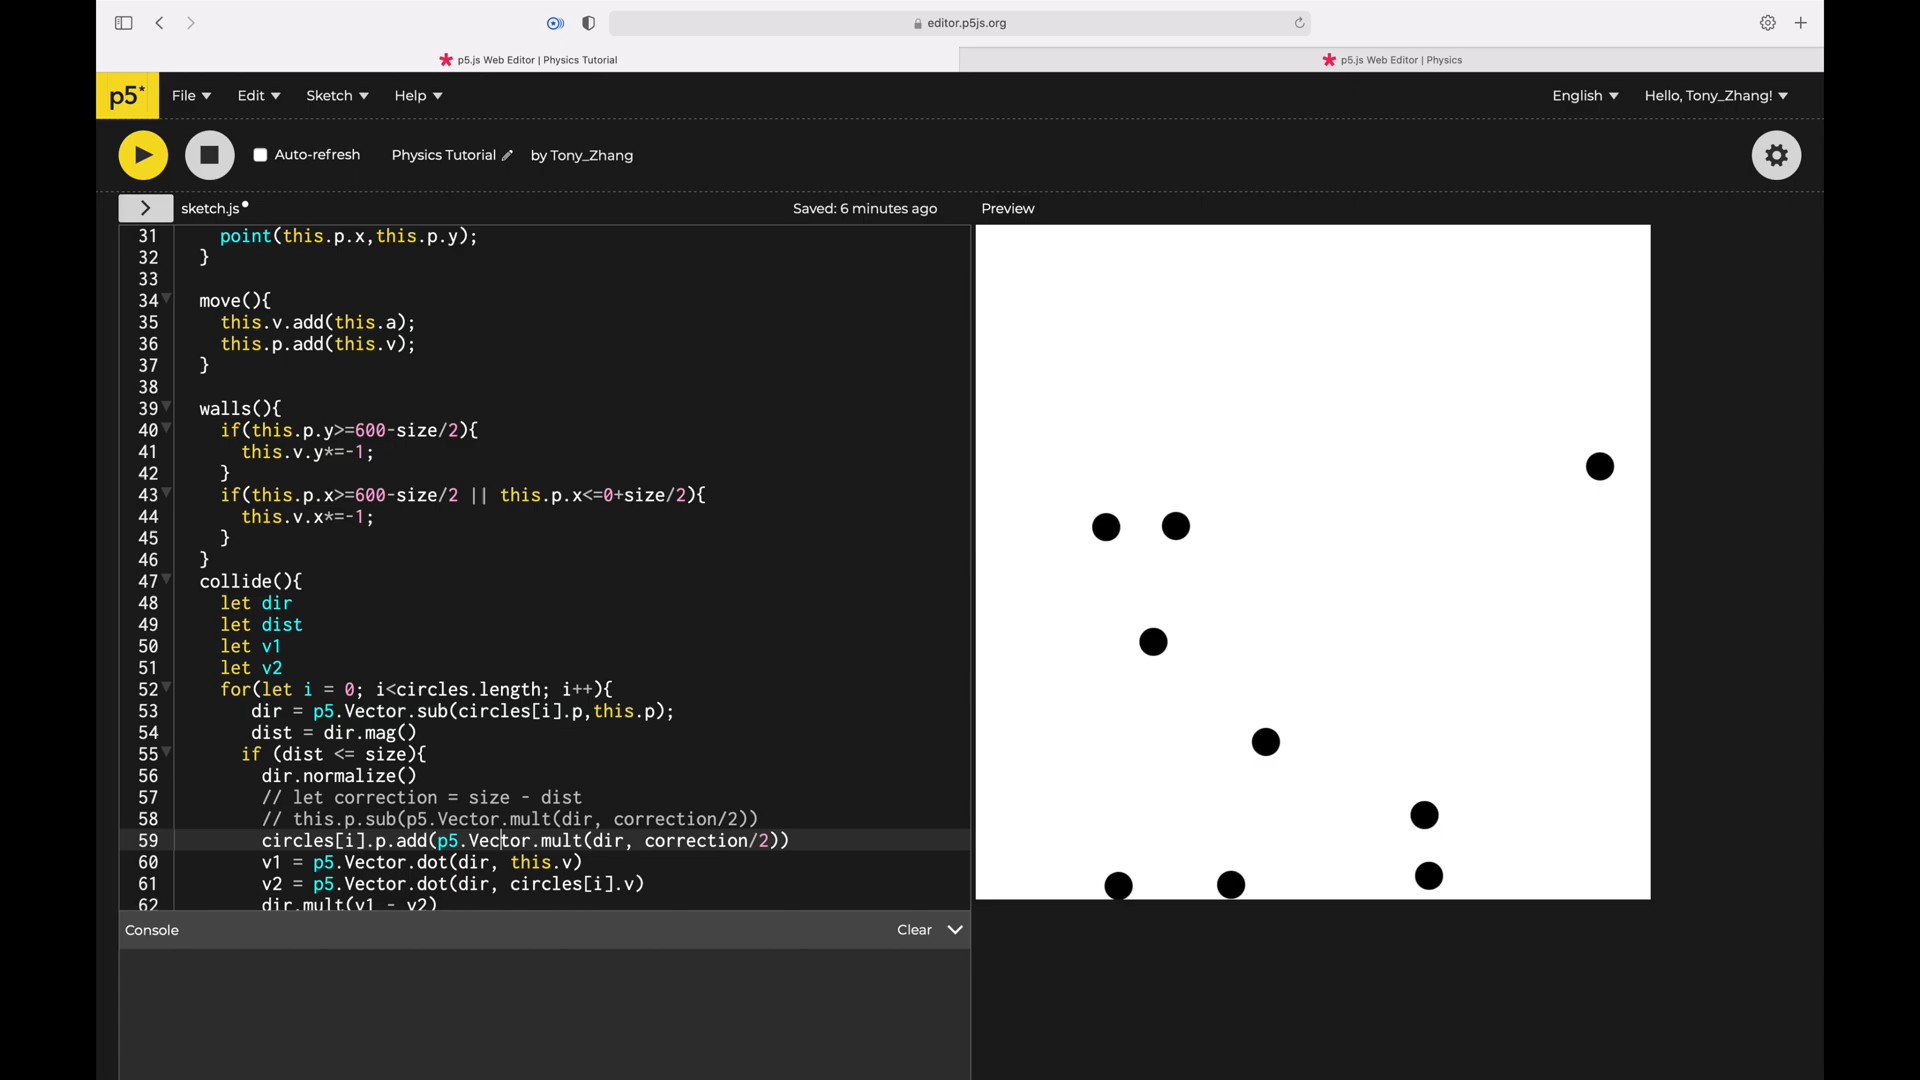 editor.p5js.org
p5.js Web Editor | Physics Tutorial
p5.js Web Editor | Physics
p5*
File
Edit
Sketch
Help
English
Hello, Tony_Zhang!
Auto-refresh
Physics Tutorial
by Tony_Zhang
sketch.js
Saved: 6 minutes ago
Preview
31 point(this.p.x,this.p.y);
32 }
33
34 move(){
35 this.v.add(this.a);
36 this.p.add(this.v);
37 }
38
39 walls(){
40 if(this.p.y>=600-size/2){
41 this.v.y*=-1;
42 }
43 if(this.p.x>=600-size/2 || this.p.x<=0+size/2){
44 this.v.x*=-1;
45 }
46 }
47 collide(){
48 let dir
49 let dist
50 let v1
51 let v2
52 for(let i = 0; i<circles.length; i++){
53 dir = p5.Vector.sub(circles[i].p,this.p);
54 dist = dir.mag()
55 if (dist <= size){
56 dir.normalize()
57 // let correction = size - dist
58 // this.p.sub(p5.Vector.mult(dir, correction/2))
59 circles[i].p.add(p5.Vector.mult(dir, correction/2))
60 v1 = p5.Vector.dot(dir, this.v)
61 v2 = p5.Vector.dot(dir, circles[i].v)
62 dir.mult(v1 - v2)
Console
Clear